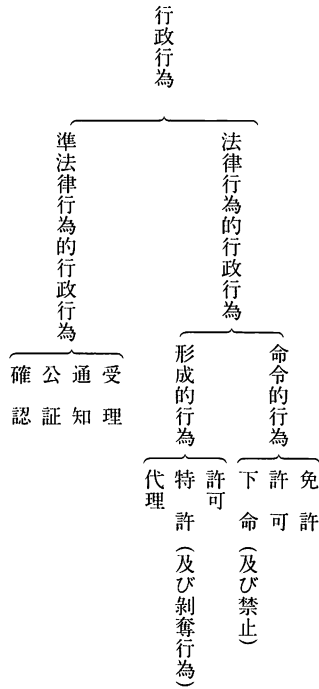 行政行為
法律行為的行政行為
命令的行為
免許
許可
下命（及び禁止）
形成的行為
許可
特許（及び剝奪行為）
代理
準法律行為的行政行為
受理
通知
公証
確認